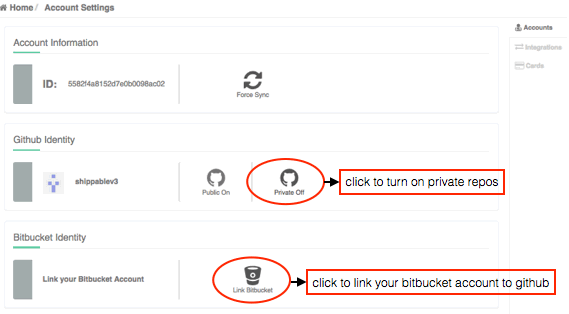 Home / Account Settings
Accounts
Integrations
Cards
Account Information
ID: 5582f4a8152d7e0b0098ac02
Force Sync
Github Identity
shippablev3
Public On
Private Off
click to turn on private repos
Bitbucket Identity
Link your Bitbucket Account
Link Bitbucket
click to link your bitbucket account to github